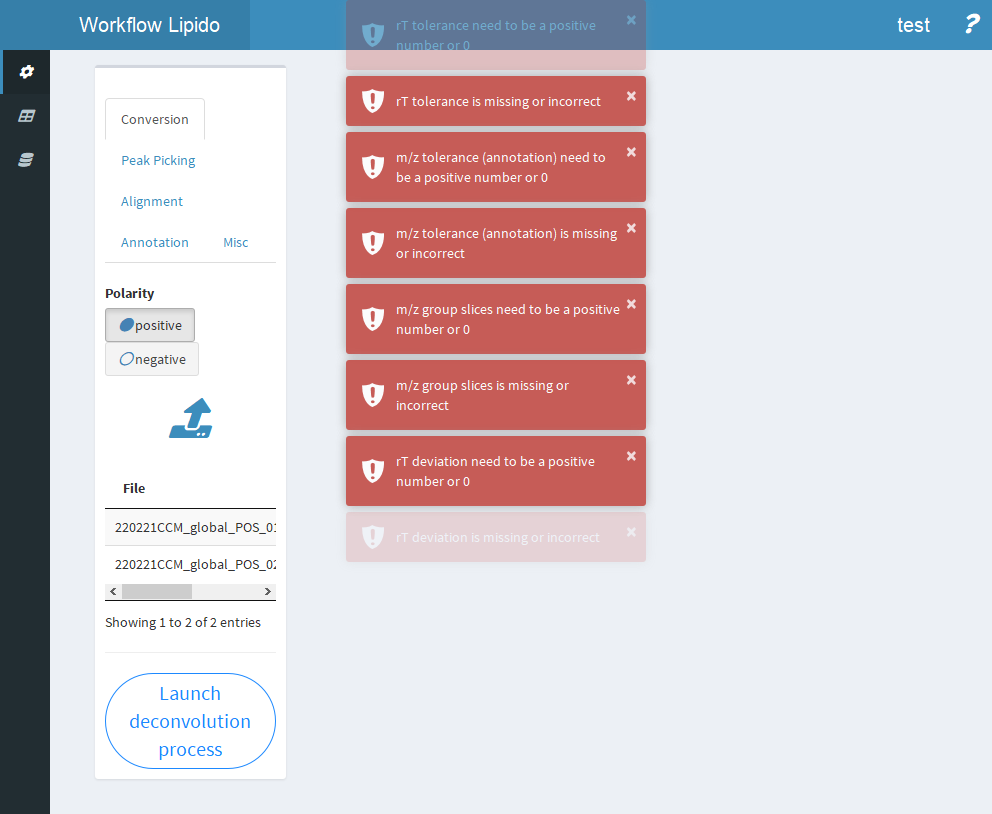 Workflow Lipido
test
?
Conversion
Peak Picking
Alignment
Annotation Misc
Polarity
positive
negative
File
220221CCM_global_POS_01
220221CCM_global_POS_02
Showing 1 to 2 of 2 entries
Launch
deconvolution
process
rT tolerance need to be a positive
number or 0
×
rT tolerance is missing or incorrect
×
m/z tolerance (annotation) need to
be a positive number or 0
×
m/z tolerance (annotation) is missing
or incorrect
×
m/z group slices need to be a positive
number or 0
×
m/z group slices is missing or
incorrect
×
rT deviation need to be a positive
number or 0
×
rT deviation is missing or incorrect
×